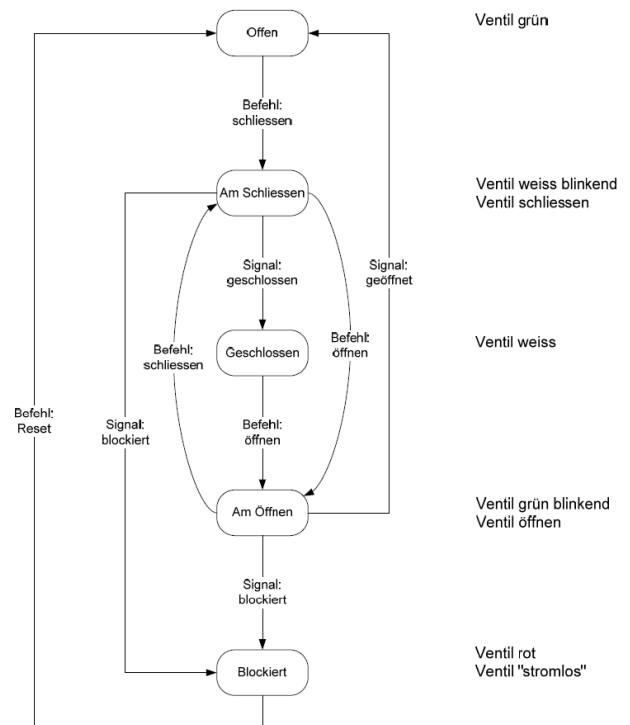 Offen
Ventil grün
Befehl:
schliessen
Am Schliessen
Ventil weiss blinkend
Ventil schliessen
Signal:
geschlossen
Signal:
geöffnet
Geschlossen
Ventil weiss
Befehl:
schliessen
Befehl:
öffnen
Befehl:
Reset
Signal:
blockiert
Befehl:
öffnen
Am Öffnen
Ventil grün blinkend
Ventil öffnen
Signal:
blockiert
Blockiert
Ventil rot
Ventil "stromlos"